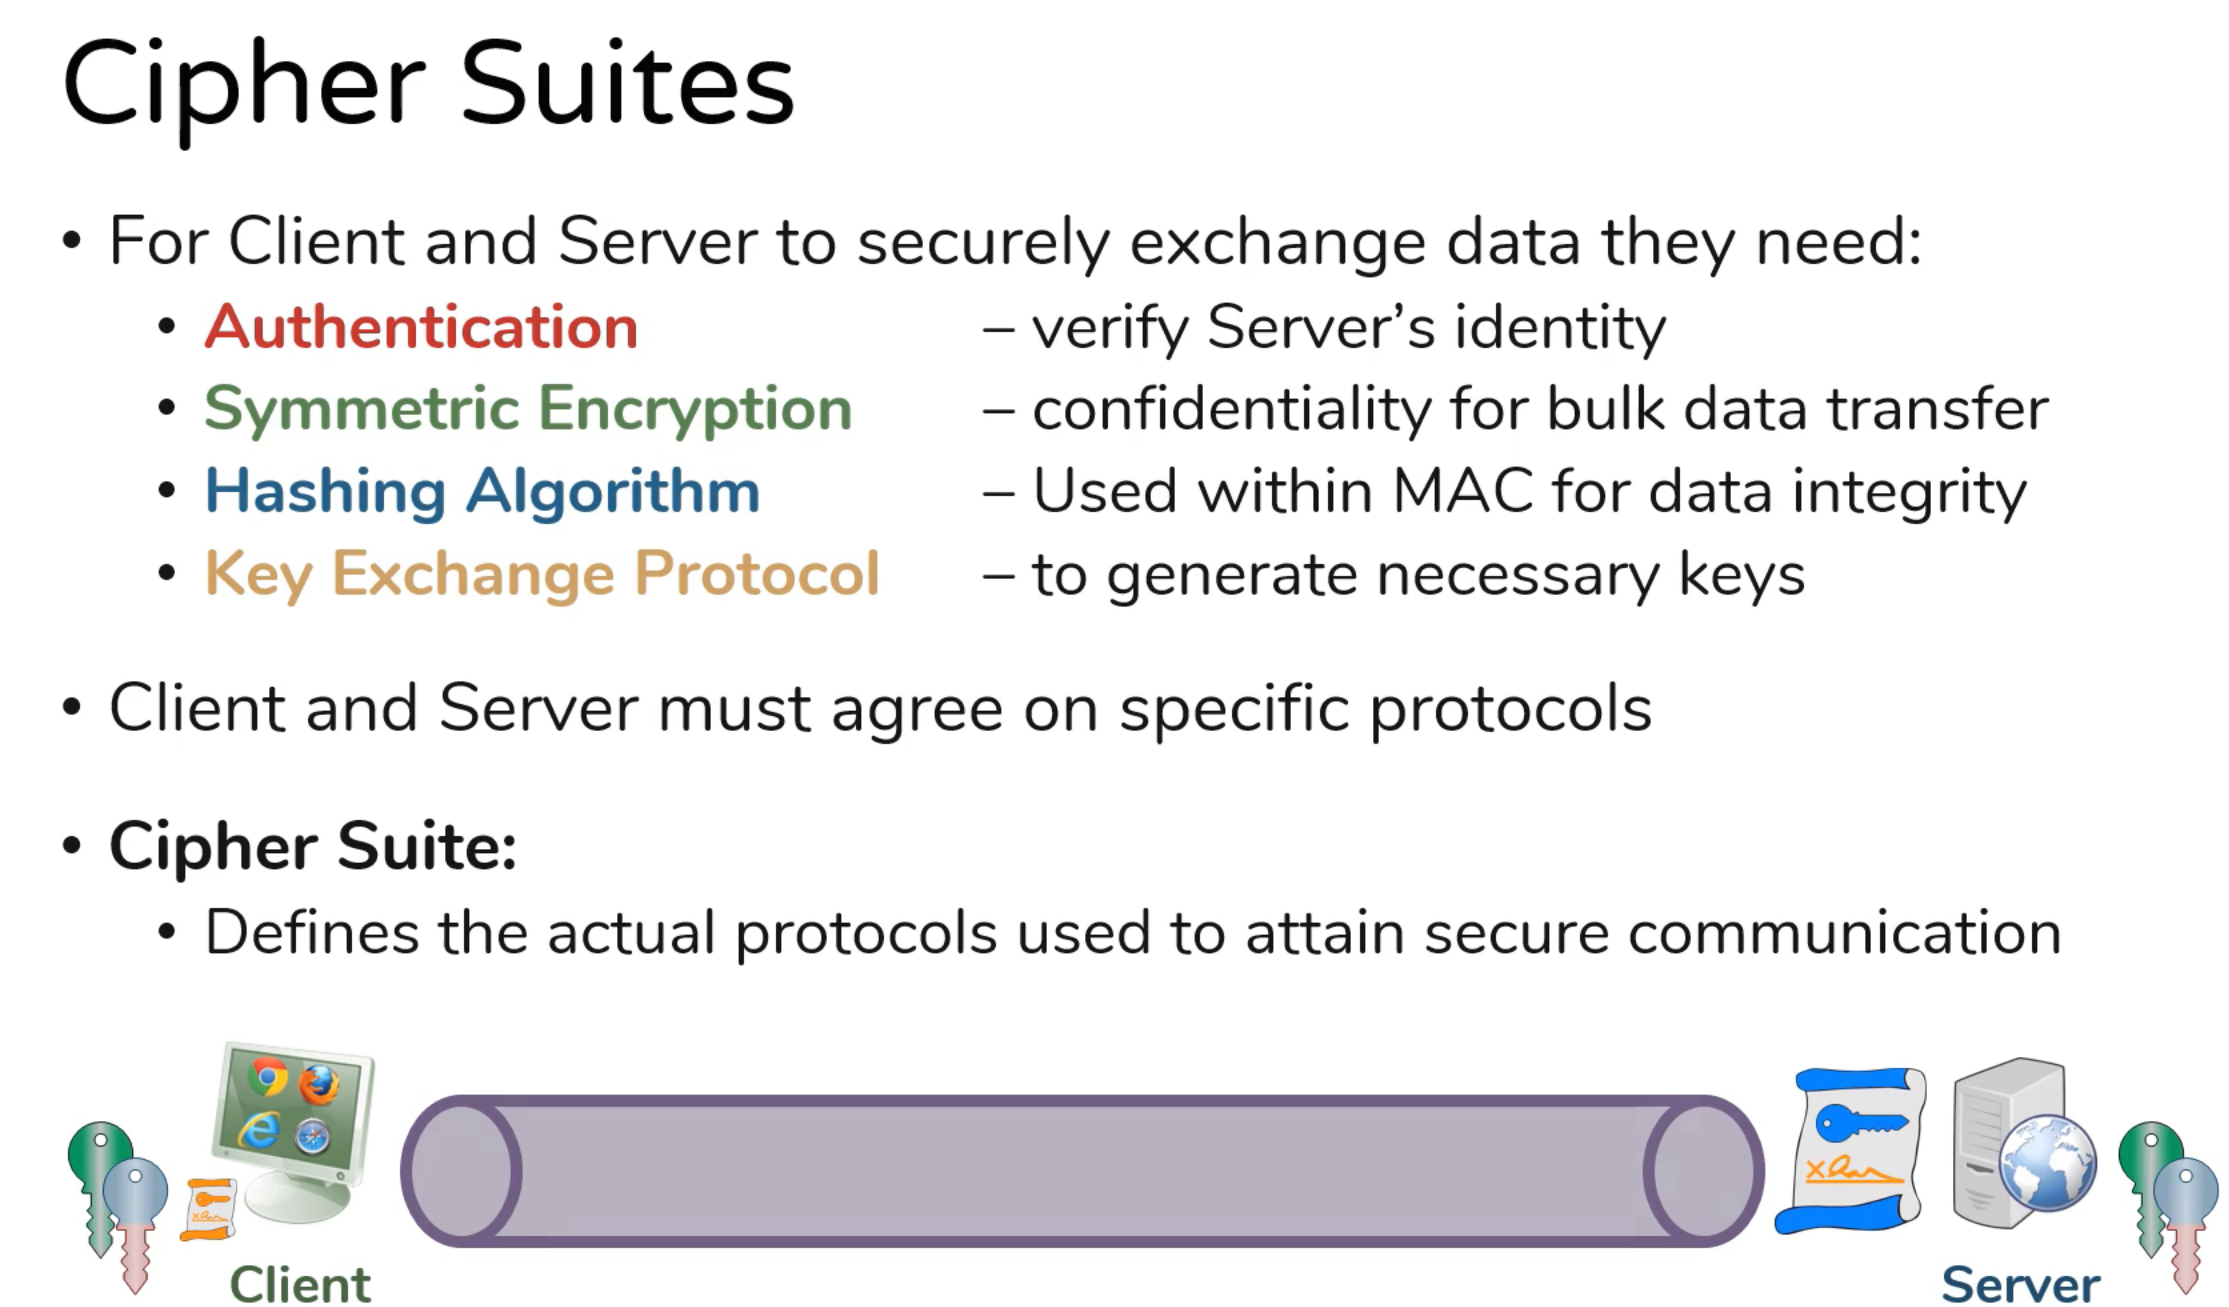 Cipher Suites
• For Client and Server to securely exchange data they need:
• Authentication – verify Server’s identity
• Symmetric Encryption – confidentiality for bulk data transfer
• Hashing Algorithm – Used within MAC for data integrity
• Key Exchange Protocol – to generate necessary keys
• Client and Server must agree on specific protocols
• Cipher Suite:
• Defines the actual protocols used to attain secure communication
Client
Server